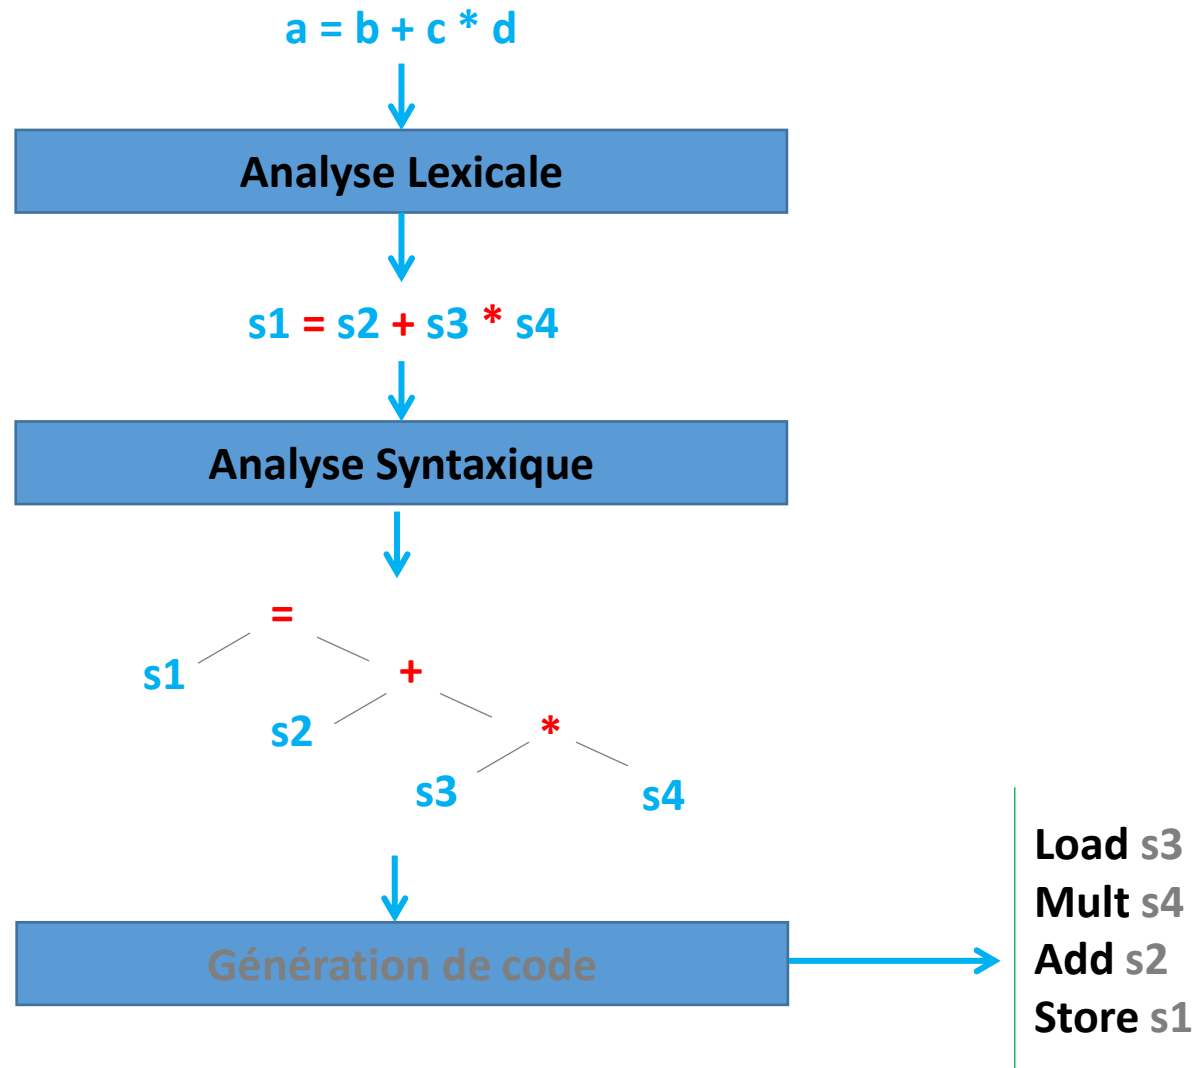 a = b + c * d
Analyse Lexicale
s1 = s2 + s3 * s4
Analyse Syntaxique
=
s1
+
s2
*
s3
s4
Génération de code
Load s3
Mult s4
Add s2
Store s1